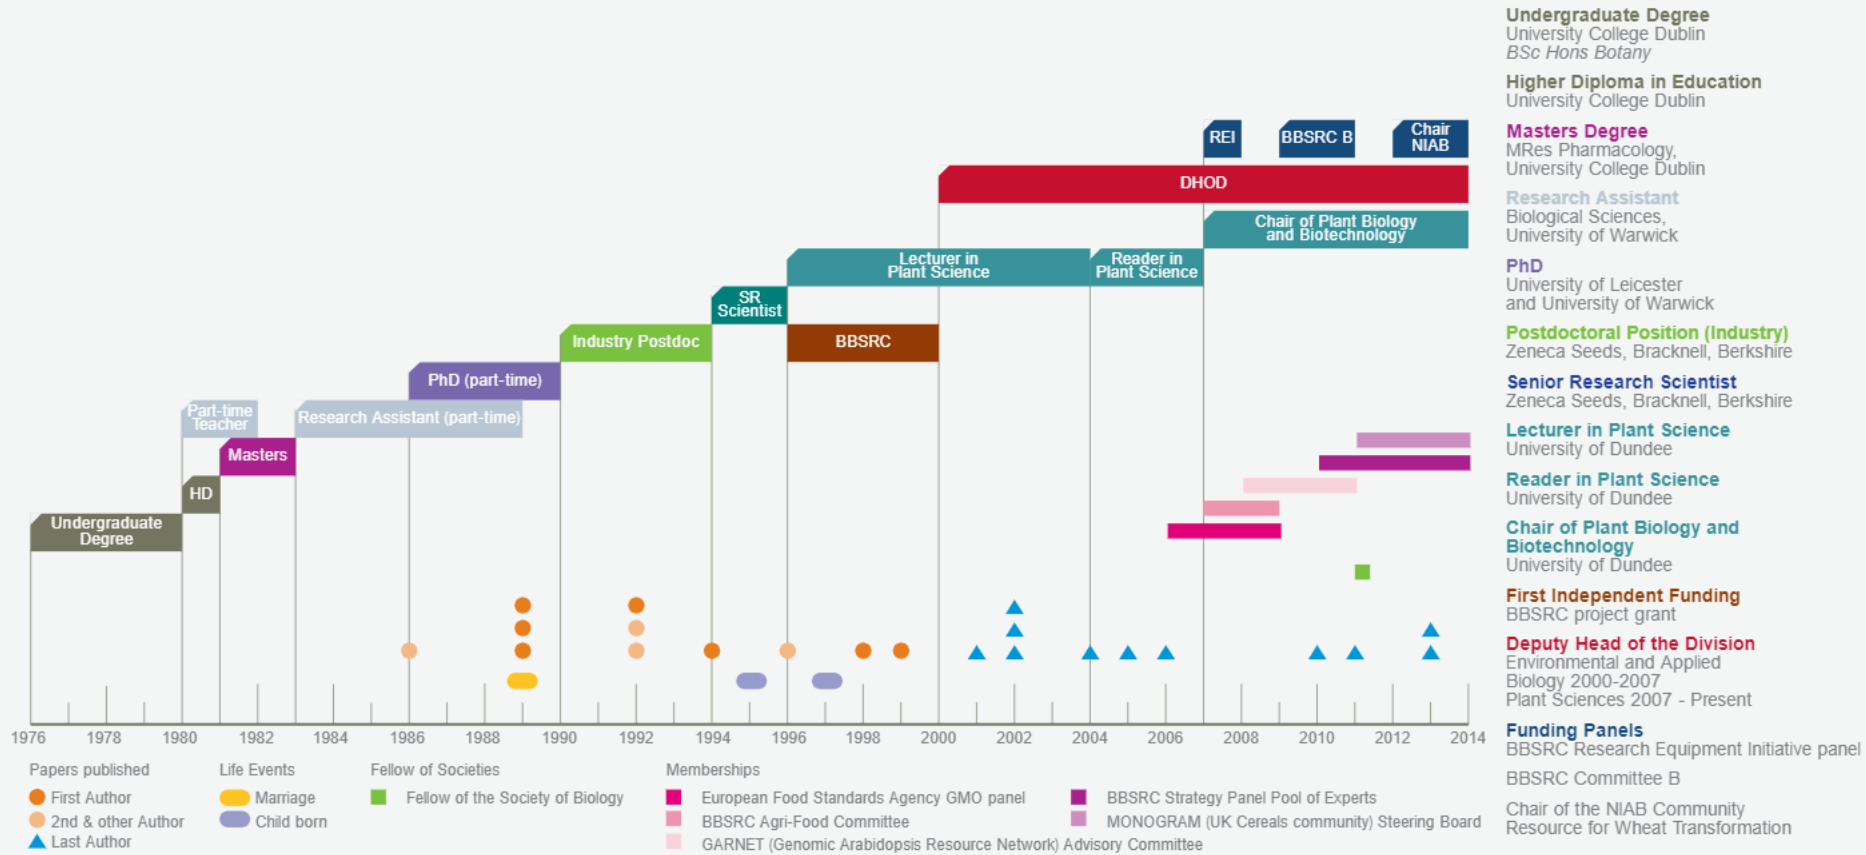 REI
BBSRC B
Chair
NIAB
DHOD
Chair of Plant Biology
and Biotechnology
Lecturer in
Plant Science
Reader in
Plant Science
SR
Scientist
Industry Postdoc
BBSRC
PhD (part-time)
Part-time
Teacher
Research Assistant (part-time)
Masters
HD
Undergraduate
Degree
1976
1978
1980
1982
1984
1986
1988
1990
1992
1994
1996
1998
2000
2002
2004
2006
2008
2010
2012
2014
Papers published
First Author
2nd & other Author
Last Author
Life Events
Marriage
Child born
Fellow of Societies
Fellow of the Society of Biology
Memberships
European Food Standards Agency GMO panel
BBSRC Agri-Food Committee
GARNET (Genomic Arabidopsis Resource Network) Advisory Committee
BBSRC Strategy Panel Pool of Experts
MONOGRAM (UK Cereals community) Steering Board
Undergraduate Degree
University College Dublin
BSc Hons Botany
Higher Diploma in Education
University College Dublin
Masters Degree
MRes Pharmacology,
University College Dublin
Research Assistant
Biological Sciences,
University of Warwick
PhD
University of Leicester
and University of Warwick
Postdoctoral Position (Industry)
Zeneca Seeds, Bracknell, Berkshire
Senior Research Scientist
Zeneca Seeds, Bracknell, Berkshire
Lecturer in Plant Science
University of Dundee
Reader in Plant Science
University of Dundee
Chair of Plant Biology and
Biotechnology
University of Dundee
First Independent Funding
BBSRC project grant
Deputy Head of the Division
Environmental and Applied
Biology 2000-2007
Plant Sciences 2007 - Present
Funding Panels
BBSRC Research Equipment Initiative panel
BBSRC Committee B
Chair of the NIAB Community
Resource for Wheat Transformation